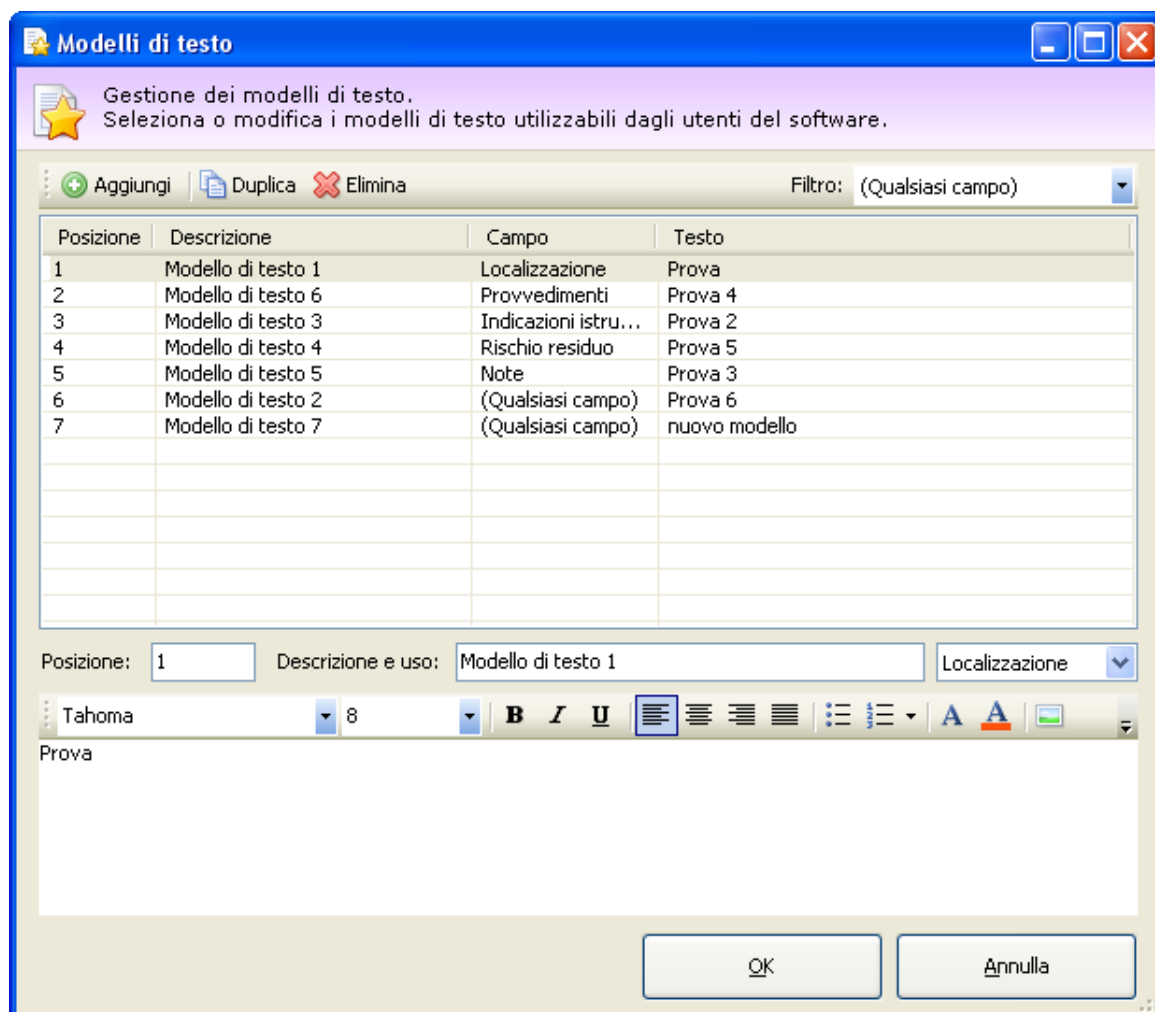 Modelli di testo
Gestione dei modelli di testo.
Seleziona o modifica i modelli di testo utilizzabili dagli utenti del software.
Aggiungi Duplica Elimina Filtro: (Qualsiasi campo)
Posizione Descrizione Campo Testo
1 Modello di testo 1 Localizzazione Prova
2 Modello di testo 6 Provvedimenti Prova 4
3 Modello di testo 3 Indicazioni istru... Prova 2
4 Modello di testo 4 Rischio residuo Prova 5
5 Modello di testo 5 Note Prova 3
6 Modello di testo 2 (Qualsiasi campo) Prova 6
7 Modello di testo 7 (Qualsiasi campo) nuovo modello
Posizione: 1 Descrizione e uso: Modello di testo 1 Localizzazione
Tahoma 8 B I U A A
Prova
OK Annulla